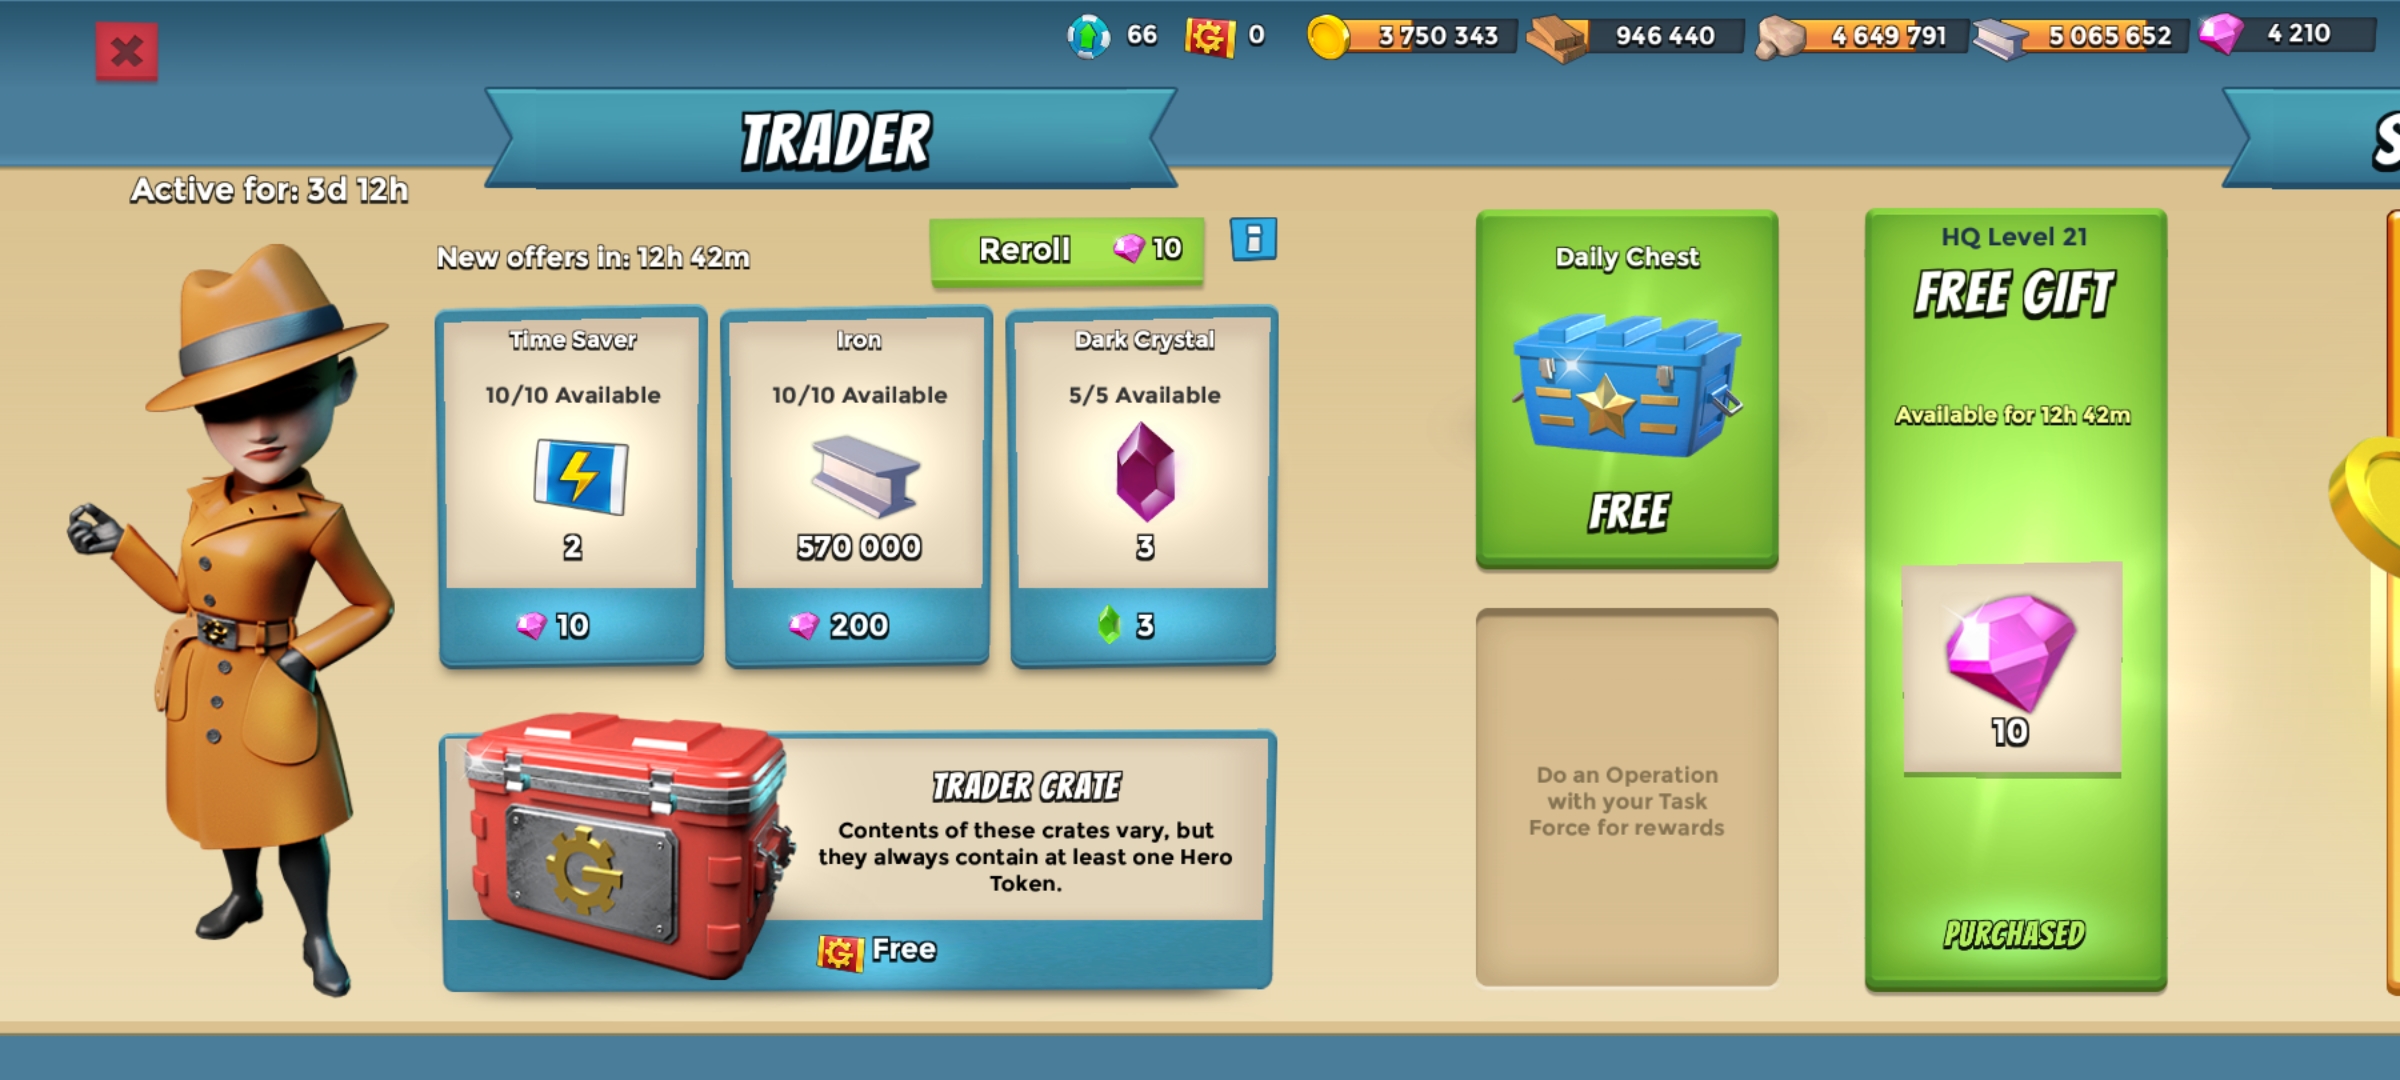 66
0
3 750 343
946 440
4 649 791
5 065 652
4 210
TRADER
S
Active for: 3d 12h
New offers in: 12h 42m
Reroll 10
Time Saver
10/10 Available
2
10
Iron
10/10 Available
570 000
200
Dark Crystal
5/5 Available
3
3
TRADER CRATE
Contents of these crates vary, but
they always contain at least one Hero
Token.
Free
Daily Chest
FREE
Do an Operation
with your Task
Force for rewards
HQ Level 21
FREE GIFT
Available for 12h 42m
10
PURCHASED